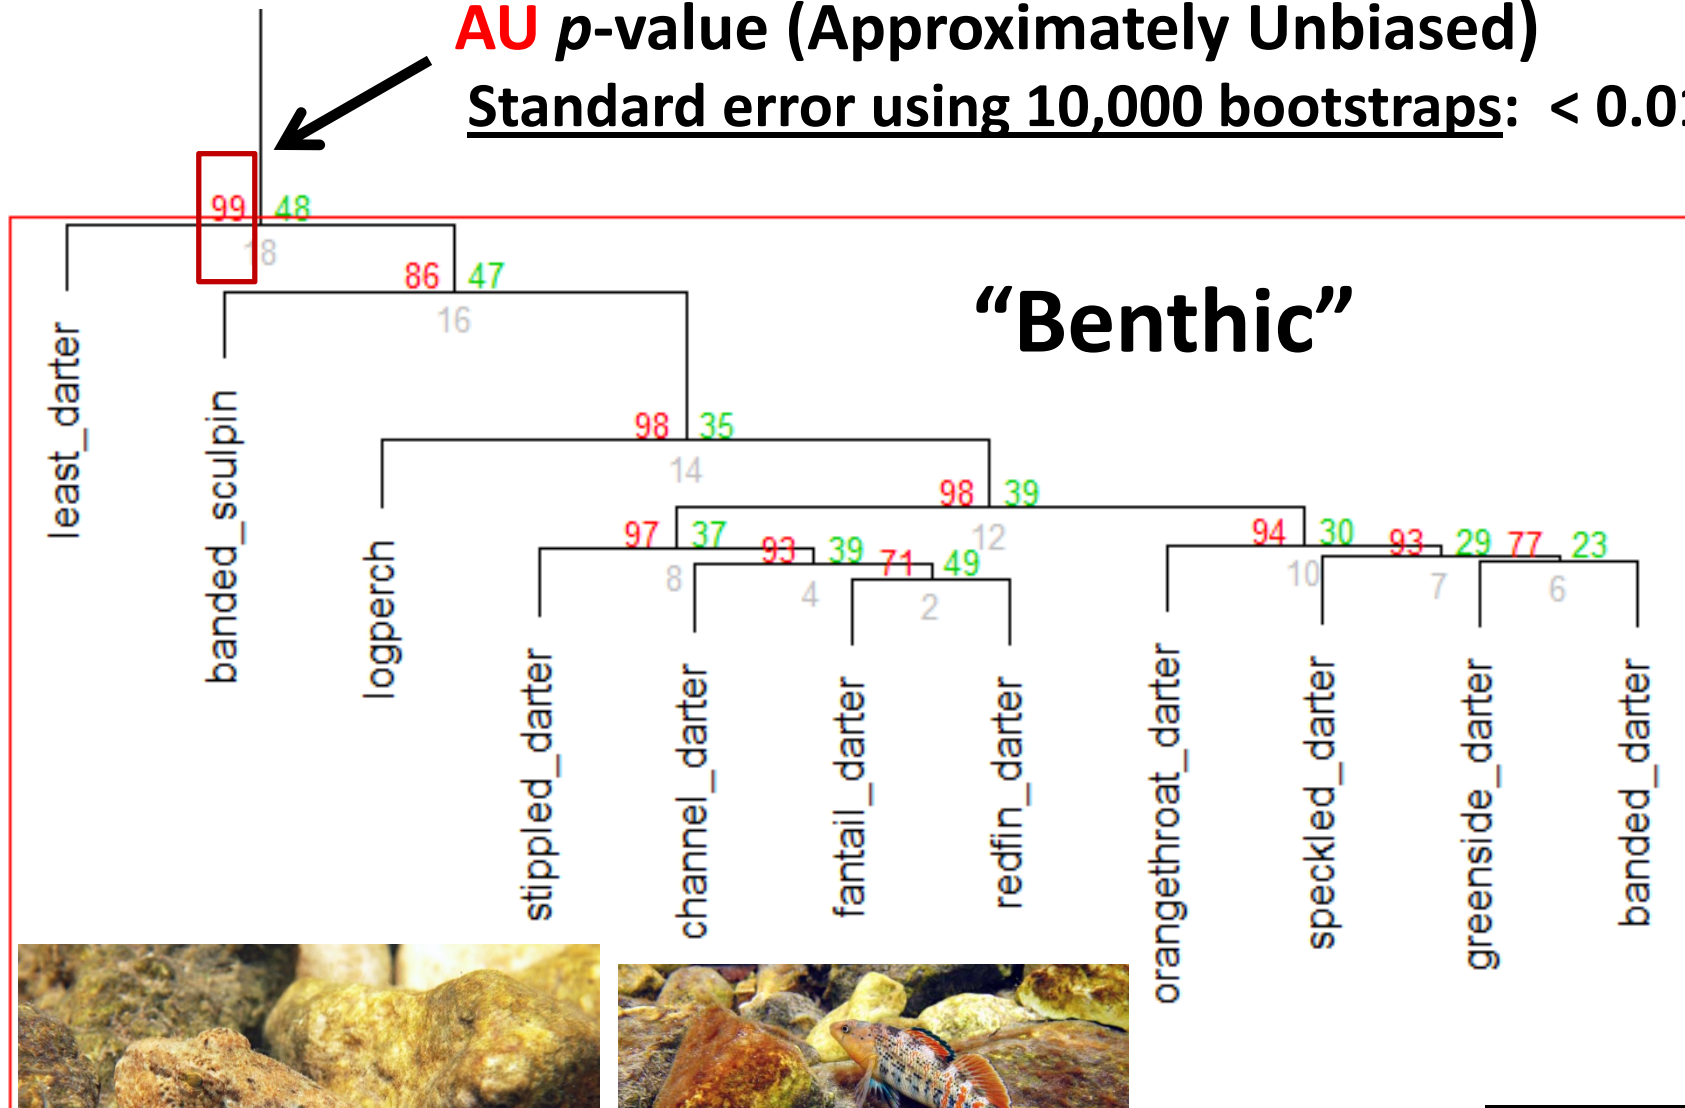 AU p-value (Approximately Unbiased)
Standard error using 10,000 bootstraps: < 0.01
99 48
18
86 47
16
“Benthic”
98 35
14
98 39
12
97 37
8
93 39
4
71 49
2
94 30
10
93 29
7
77 23
6
least_darter
banded_sculpin
logperch
stippled_darter
channel_darter
fantail_darter
redfin_darter
orangethroat_darter
speckled_darter
greenside_darter
banded_darter